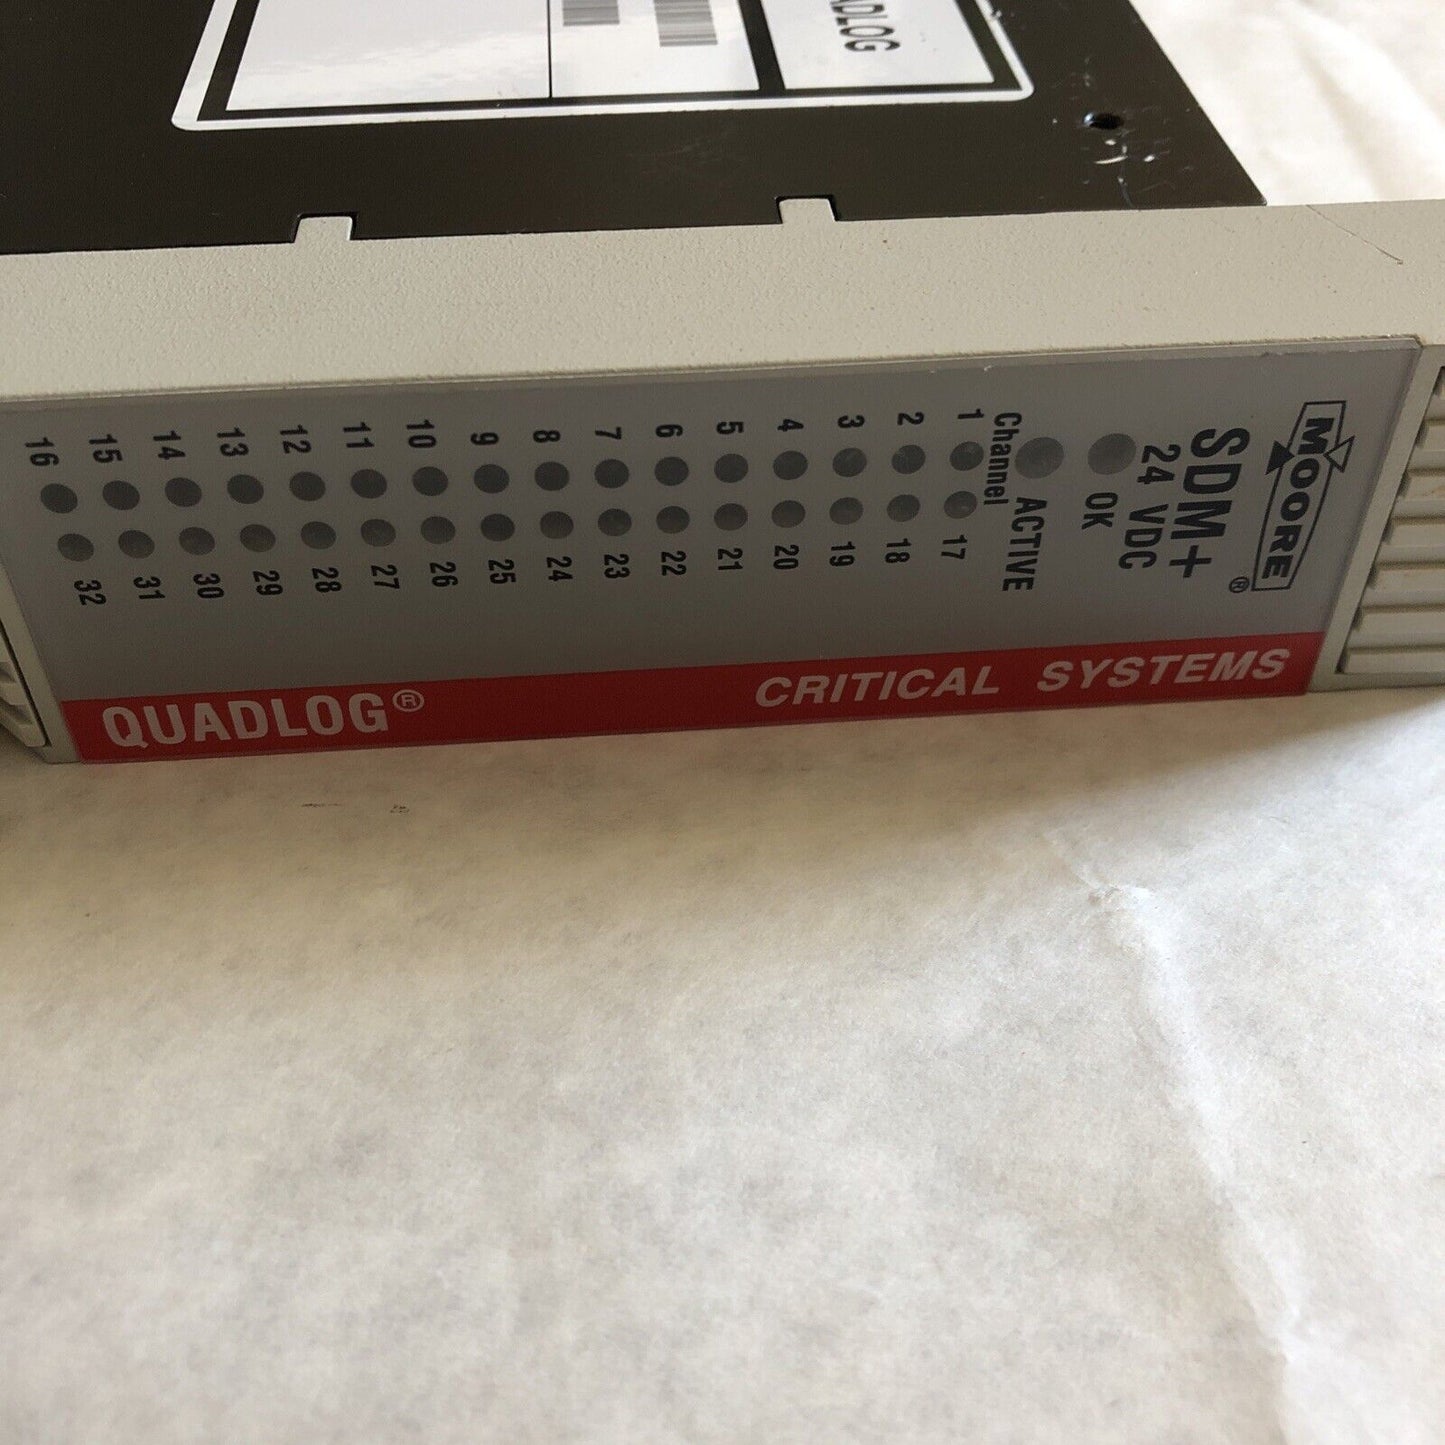 MOORE
®
SDM+
24 VDC
OK
ACTIVE
Channel
1 17
2 18
3 19
4 20
5 21
6 22
7 23
8 24
9 25
10 26
11 27
12 28
13 29
14 30
15 31
16 32
QUADLOG® CRITICAL SYSTEMS